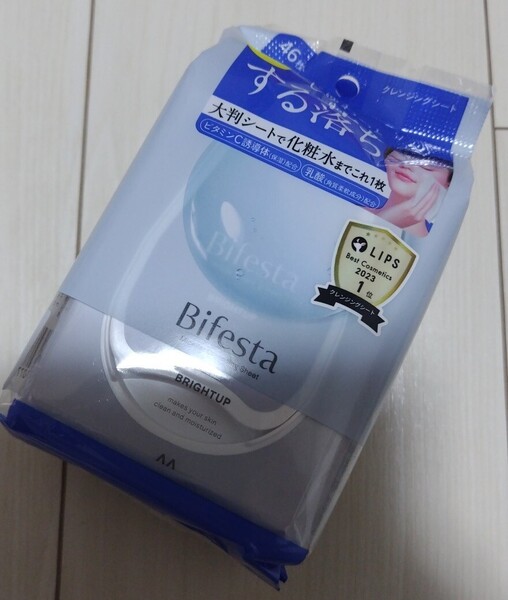 46枚
クレンジングシート
する落ち
大判シートで化粧水までこれ1枚
ビタミンC誘導体(保湿)配合
乳酸(角質柔軟成分)配合
LIPS
Best Cosmetics
2023
1位
クレンジングシート
Bifesta
Bifesta
Sheet
BRIGHTUP
makes your skin
clean and moisturized